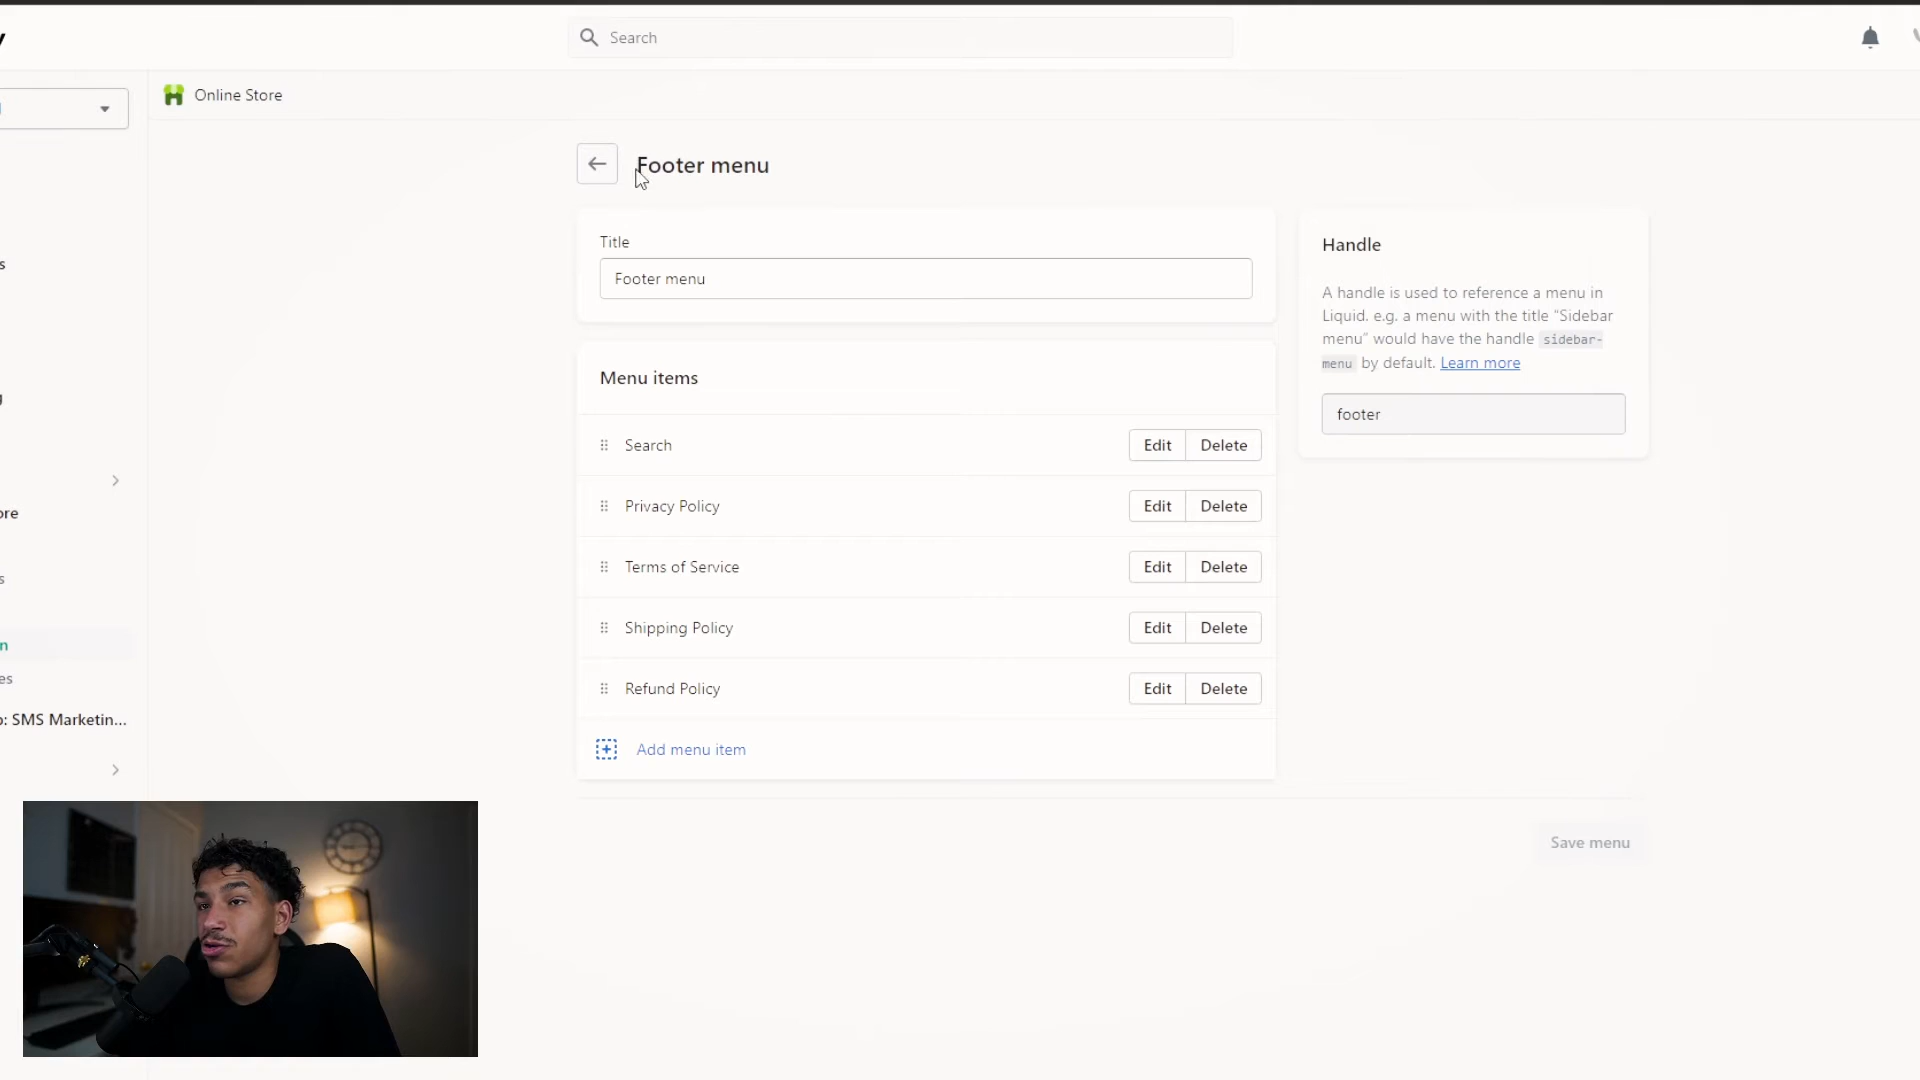 Search
Online Store
Footer menu
Title
Footer menu
Handle
A handle is used to reference a menu in
Liquid. e.g. a menu with the title “Sidebar
menu” would have the handle sidebar-
menu by default. Learn more
footer
Menu items
Search Edit Delete
Privacy Policy Edit Delete
Terms of Service Edit Delete
Shipping Policy Edit Delete
Refund Policy Edit Delete
Add menu item
Save menu
ore
es
: SMS Marketin...